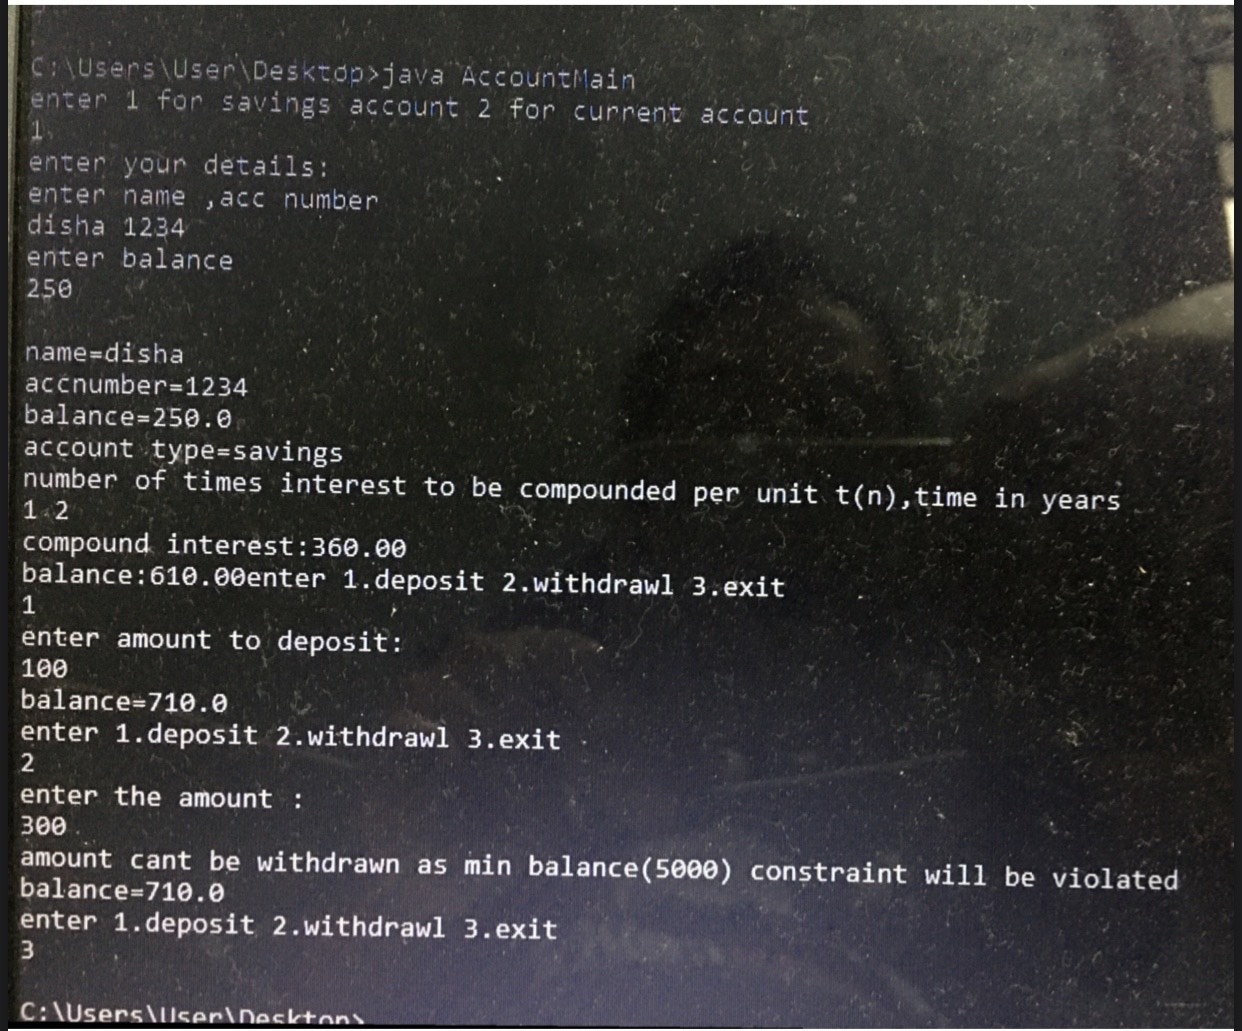 C:\Users\User\Desktop>java AccountMain
enter 1 for savings account 2 for current account
1
enter your details:
enter name ,acc number
disha 1234
enter balance
250
name=disha
accnumber=1234
balance=250.0
account type=savings
number of times interest to be compounded per unit t(n),time in years
1 2
compound interest:360.00
balance:610.00enter 1.deposit 2.withdrawl 3.exit
1
enter amount to deposit:
100
balance=710.0
enter 1.deposit 2.withdrawl 3.exit
2
enter the amount :
300
amount cant be withdrawn as min balance(5000) constraint will be violated
balance=710.0
enter 1.deposit 2.withdrawl 3.exit
3
C:\Users\User\Desktop>